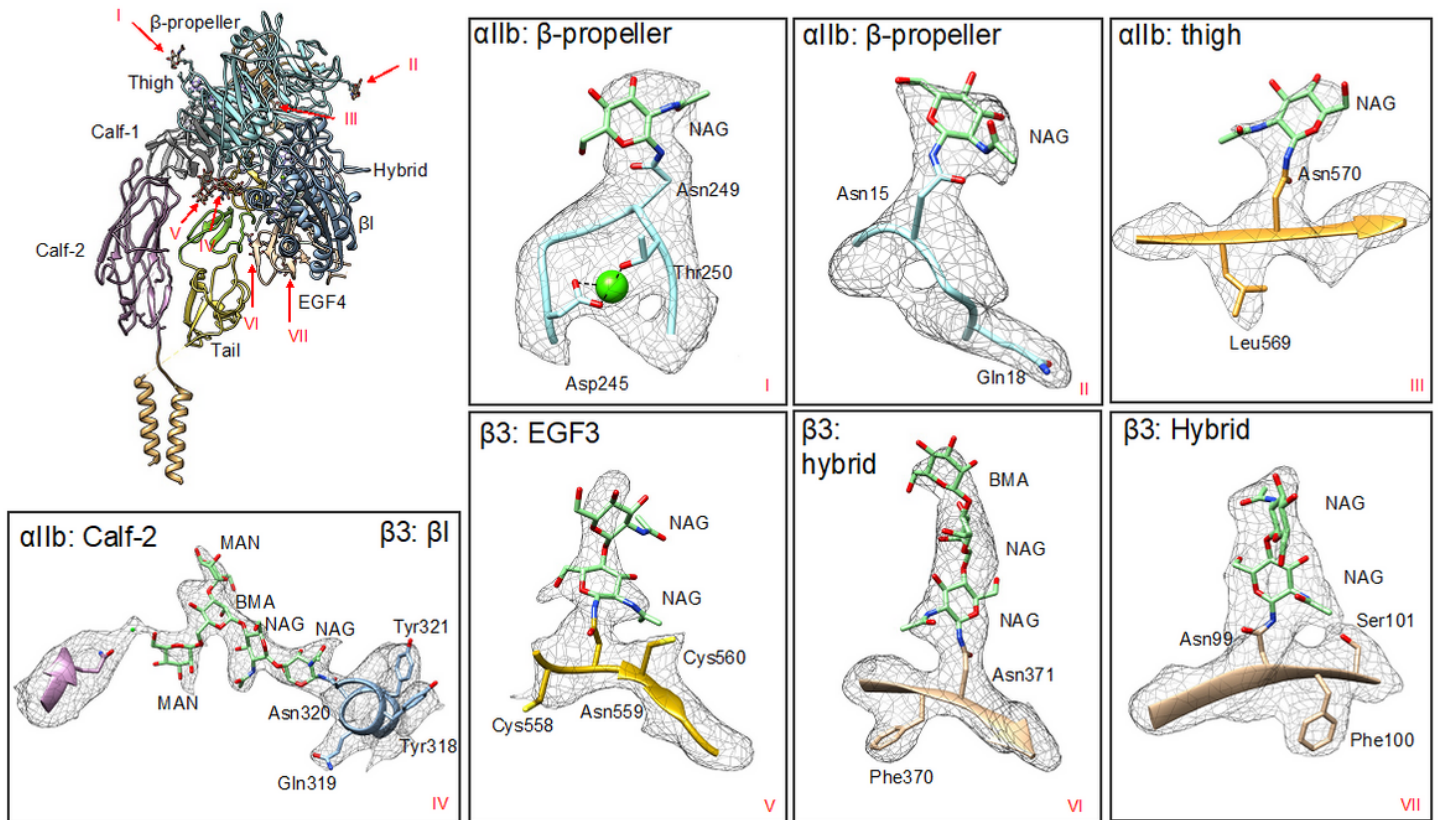 I
β-propeller
II
Thigh
III
Calf-1
Hybrid
V
IV
βI
Calf-2
EGF4
VI
VII
Tail
αIIb: β-propeller
NAG
Asn249
Thr250
Asp245
I
αIIb: β-propeller
NAG
Asn15
Gln18
II
αIIb: thigh
NAG
Asn570
Leu569
III
αIIb: Calf-2
β3: βI
MAN
BMA
NAG
NAG
Tyr321
MAN
Asn320
Tyr318
Gln319
IV
β3: EGF3
NAG
NAG
Cys560
Cys558
Asn559
V
β3:
hybrid
BMA
NAG
NAG
Asn371
Phe370
VI
β3: Hybrid
NAG
NAG
Ser101
Asn99
Phe100
VII